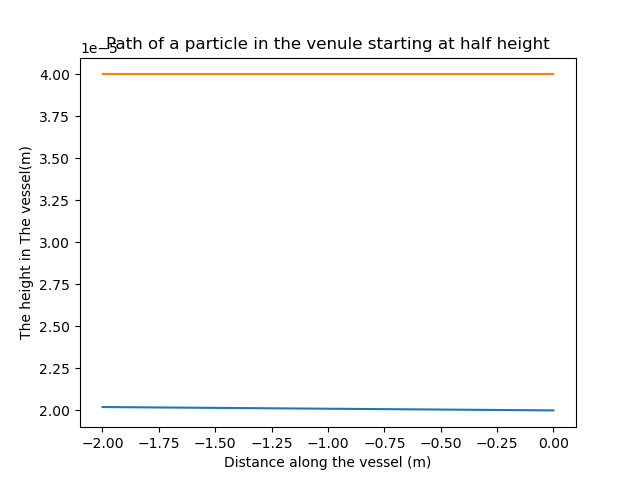 Path of a particle in the venule starting at half height
1e−5
4.00
3.75
3.50
3.25
3.00
2.75
2.50
2.25
2.00
The height in The vessel(m)
−2.00 −1.75 −1.50 −1.25 −1.00 −0.75 −0.50 −0.25 0.00
Distance along the vessel (m)